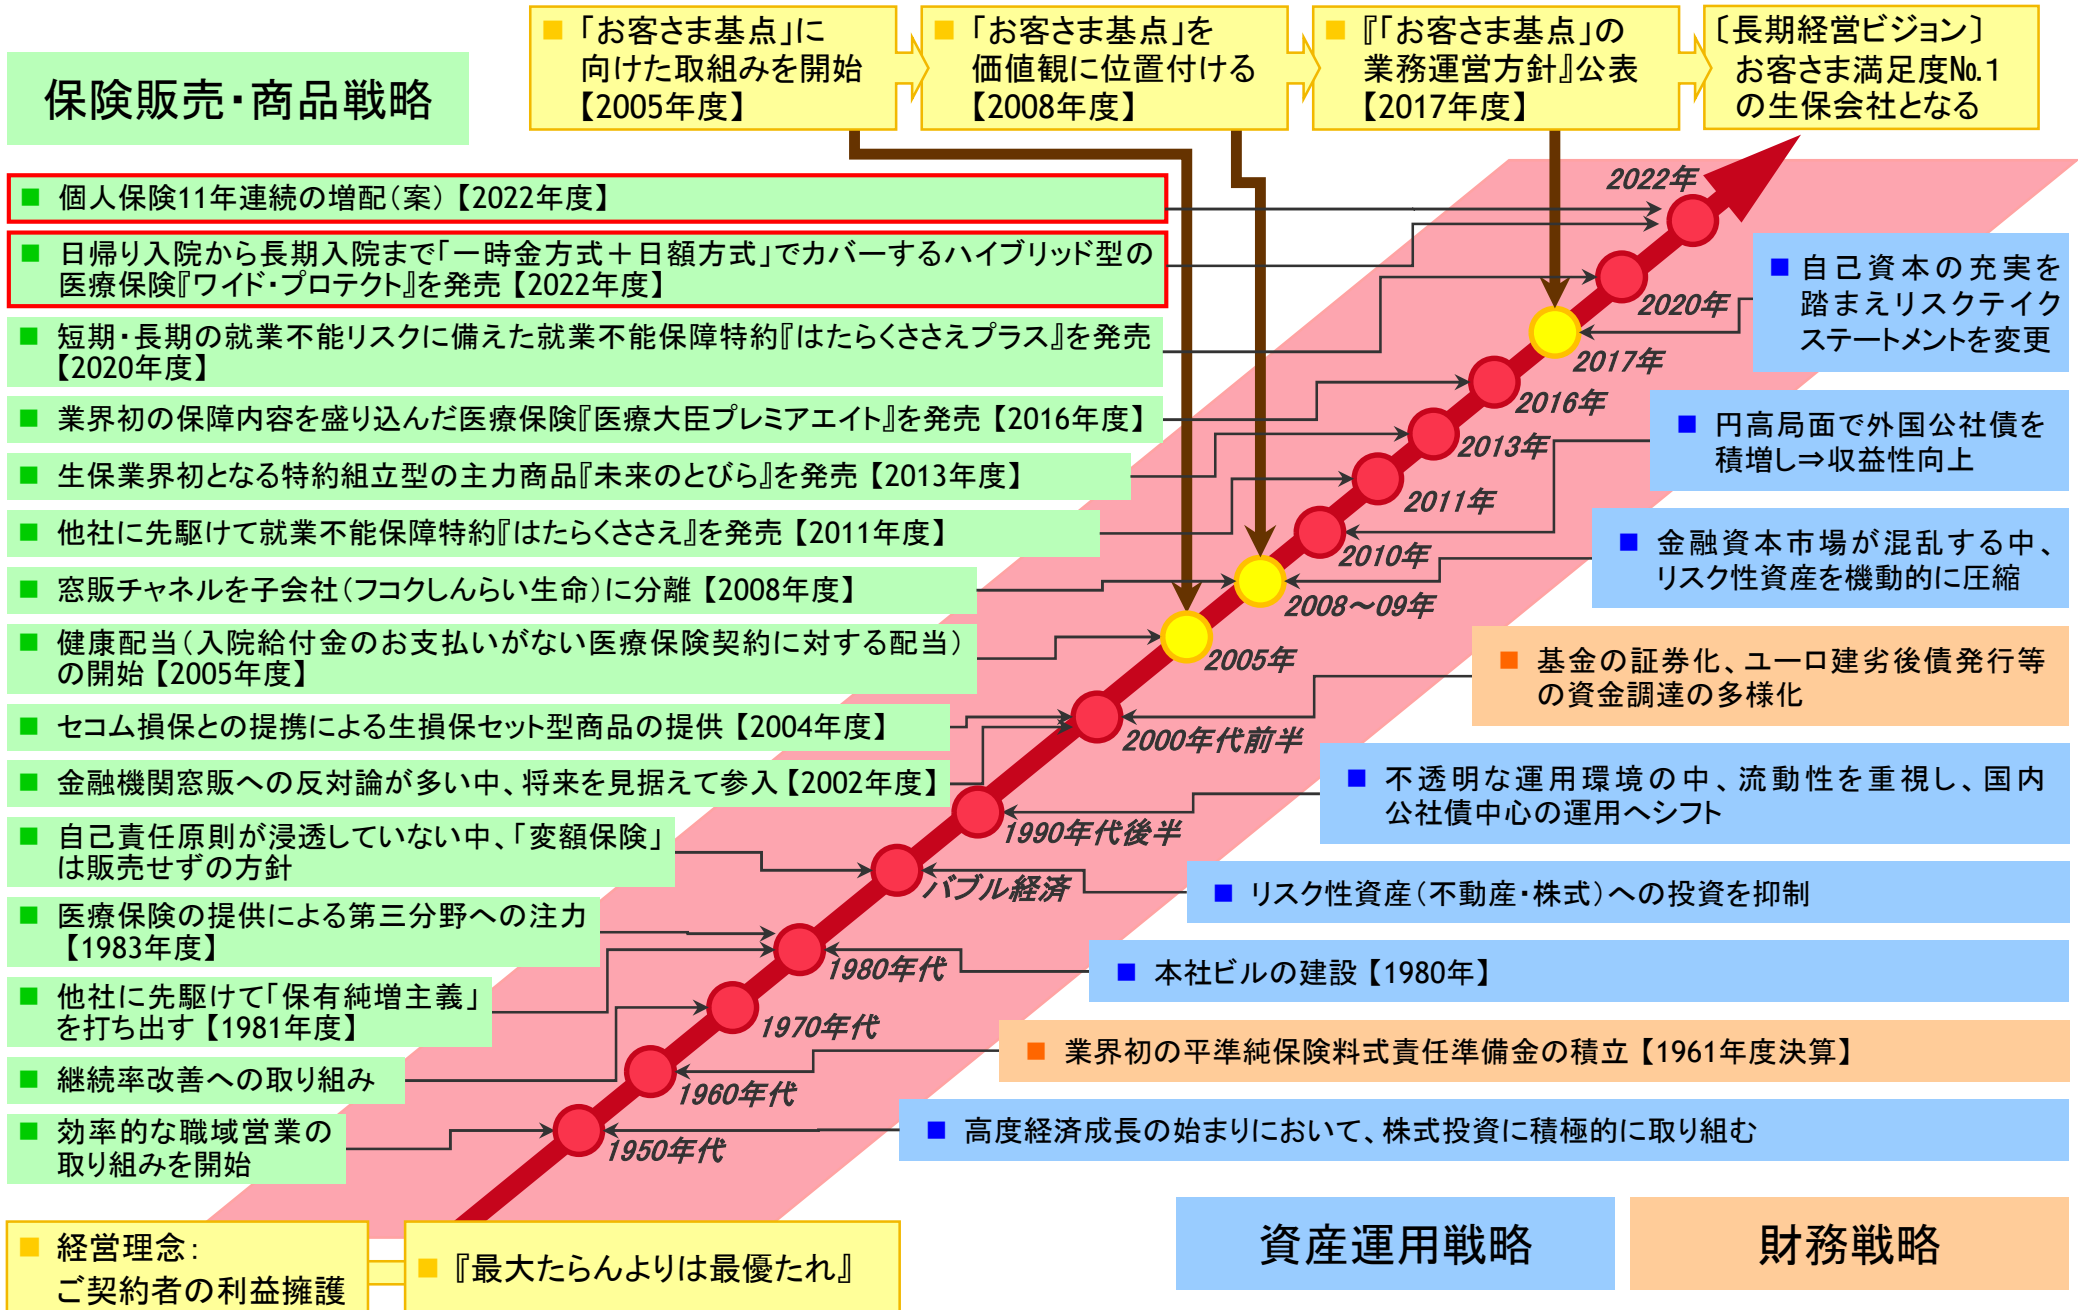 ■「お客さま基点」に
向けた取組みを開始
【2005年度】
■「お客さま基点」を
価値観に位置付ける
【2008年度】
■『「お客さま基点」の
業務運営方針』公表
【2017年度】
〔長期経営ビジョン〕
お客さま満足度№1
の生保会社となる
保険販売・商品戦略
■ 個人保険11年連続の増配(案)【2022年度】
■ 日帰り入院から長期入院まで「一時金方式+日額方式」でカバーするハイブリッド型の
医療保険『ワイド・プロテクト』を発売【2022年度】
■ 短期・長期の就業不能リスクに備えた就業不能保障特約『はたらくささえプラス』を発売
【2020年度】
■ 業界初の保障内容を盛り込んだ医療保険『医療大臣プレミアエイト』を発売【2016年度】
■ 生保業界初となる特約組立型の主力商品『未来のとびら』を発売【2013年度】
■ 他社に先駆けて就業不能保障特約『はたらくささえ』を発売【2011年度】
■ 窓販チャネルを子会社(フコクしんらい生命)に分離【2008年度】
■ 健康配当(入院給付金のお支払いがない医療保険契約に対する配当)
の開始【2005年度】
■ セコム損保との提携による生損保セット型商品の提供【2004年度】
■ 金融機関窓販への反対論が多い中、将来を見据えて参入【2002年度】
■ 自己責任原則が浸透していない中、「変額保険」
は販売せずの方針
■ 医療保険の提供による第三分野への注力
【1983年度】
■ 他社に先駆けて「保有純増主義」
を打ち出す【1981年度】
■ 継続率改善への取り組み
■ 効率的な職域営業の
取り組みを開始
2022年
2020年
2017年
2016年
2013年
2011年
2010年
2008~09年
2005年
2000年代前半
1990年代後半
バブル経済
1980年代
1970年代
1960年代
1950年代
■ 自己資本の充実を
踏まえリスクテイク
ステートメントを変更
■ 円高局面で外国公社債を
積増し⇒収益性向上
■ 金融資本市場が混乱する中、
リスク性資産を機動的に圧縮
■ 基金の証券化、ユーロ建劣後債発行等
の資金調達の多様化
■ 不透明な運用環境の中、流動性を重視し、国内
公社債中心の運用へシフト
■ リスク性資産(不動産・株式)への投資を抑制
■ 本社ビルの建設【1980年】
■ 業界初の平準純保険料式責任準備金の積立【1961年度決算】
■ 高度経済成長の始まりにおいて、株式投資に積極的に取り組む
資産運用戦略
財務戦略
■ 経営理念:
ご契約者の利益擁護
■『最大たらんよりは最優たれ』